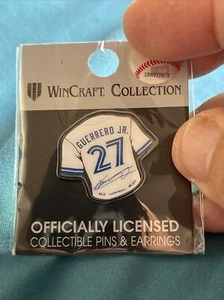 WINCRAFT COLLECTION
GUERRERO JR.
27
OFFICIALLY LICENSED
COLLECTIBLE PINS & EARRINGS